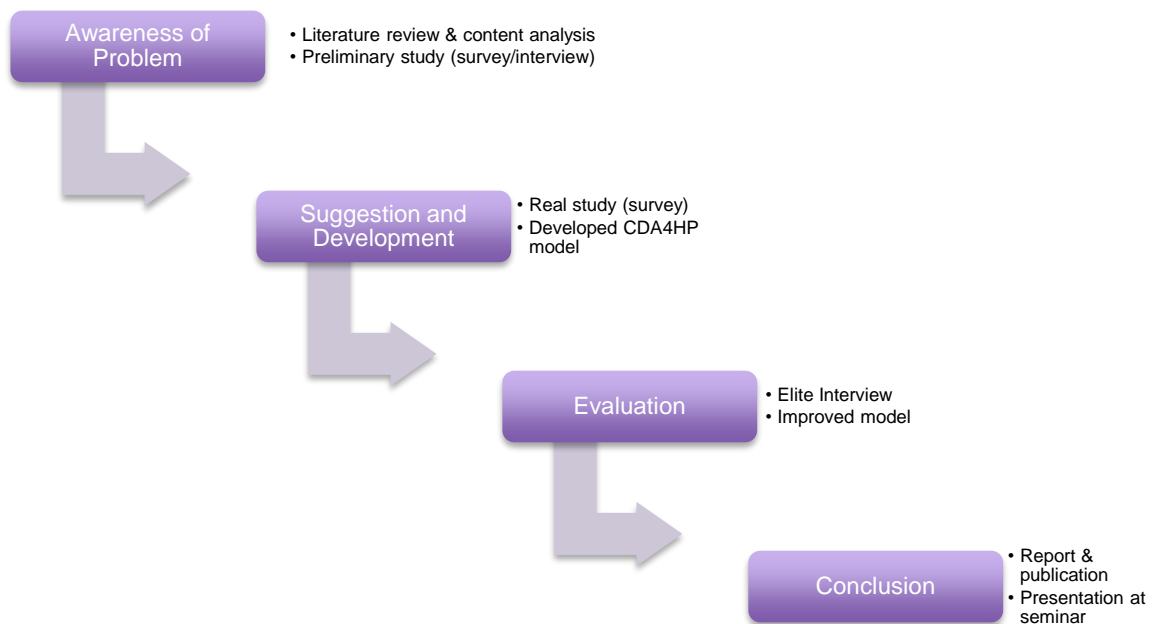 Awareness of
Problem
• Literature review & content analysis
• Preliminary study (survey/interview)
Suggestion and
Development
• Real study (survey)
• Developed CDA4HP
model
Evaluation
• Elite Interview
• Improved model
Conclusion
• Report &
publication
• Presentation at
seminar